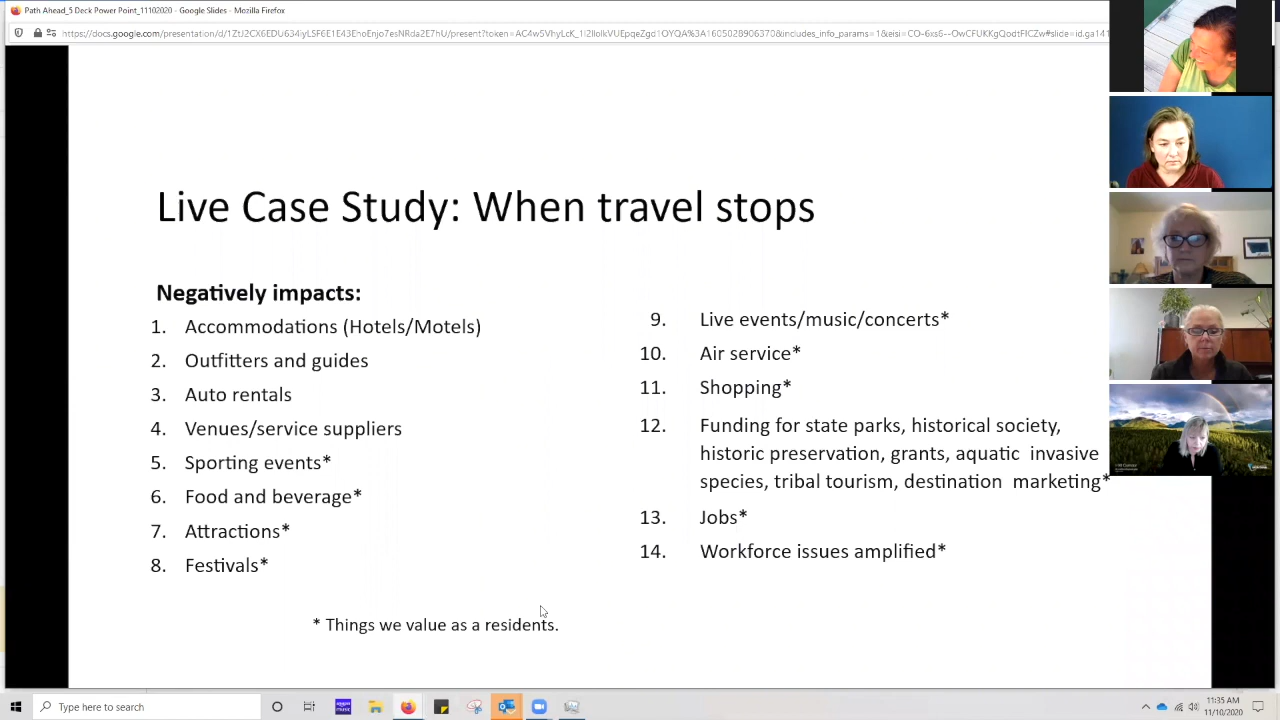 Path Ahead_5 Deck Power Point_11102020 - Google Slides - Mozilla Firefox
Live Case Study: When travel stops
Negatively impacts:
1. Accommodations (Hotels/Motels)
2. Outfitters and guides
3. Auto rentals
4. Venues/service suppliers
5. Sporting events*
6. Food and beverage*
7. Attractions*
8. Festivals*
9. Live events/music/concerts*
10. Air service*
11. Shopping*
12. Funding for state parks, historical society,
historic preservation, grants, aquatic invasive
species, tribal tourism, destination marketing*
13. Jobs*
14. Workforce issues amplified*
* Things we value as a residents.
Type here to search
11:35 AM
11/10/2020